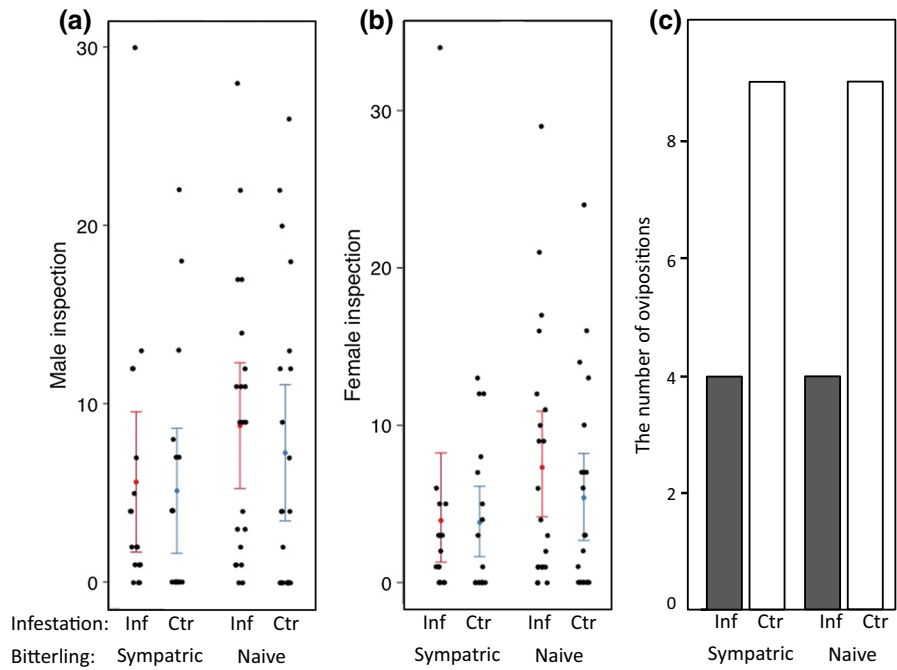 (a)
(b)
(c)
Male inspection
30
20
10
0
Female inspection
30
20
10
0
The number of ovipositions
8
6
4
2
0
Infestation: Inf Ctr Inf Ctr Inf Ctr Inf Ctr Inf Ctr Inf Ctr
Bitterling: Sympatric Naive Sympatric Naive Sympatric Naive